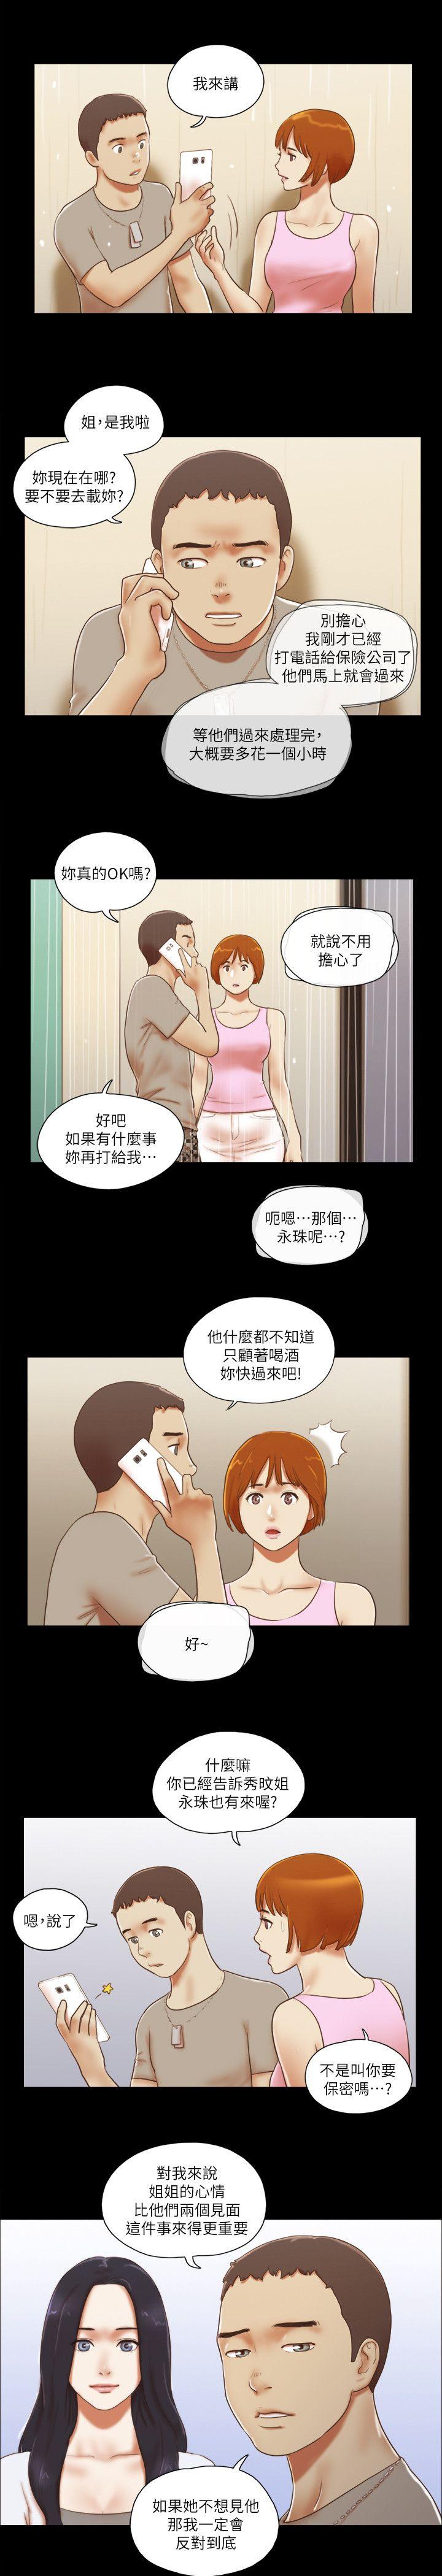 我來講
姐，是我啦
妳現在在哪?
要不要去載妳?
別擔心
我剛才已經
打電話給保險公司了
他們馬上就會過來
等他們過來處理完，
大概要多花一個小時
妳真的OK嗎?
就說不用
擔心了
好吧
如果有什麼事
妳再打給我…
呃嗯…那個…
永珠呢…?
他什麼都不知道
只顧著喝酒
妳快過來吧!
好~
什麼嘛
你已經告訴秀旼姐
永珠也有來喔?
嗯，說了
不是叫你要
保密嗎…?
對我來說
姐姐的心情
比他們兩個見面
這件事來得更重要
如果她不想見他
那我一定會
反對到底